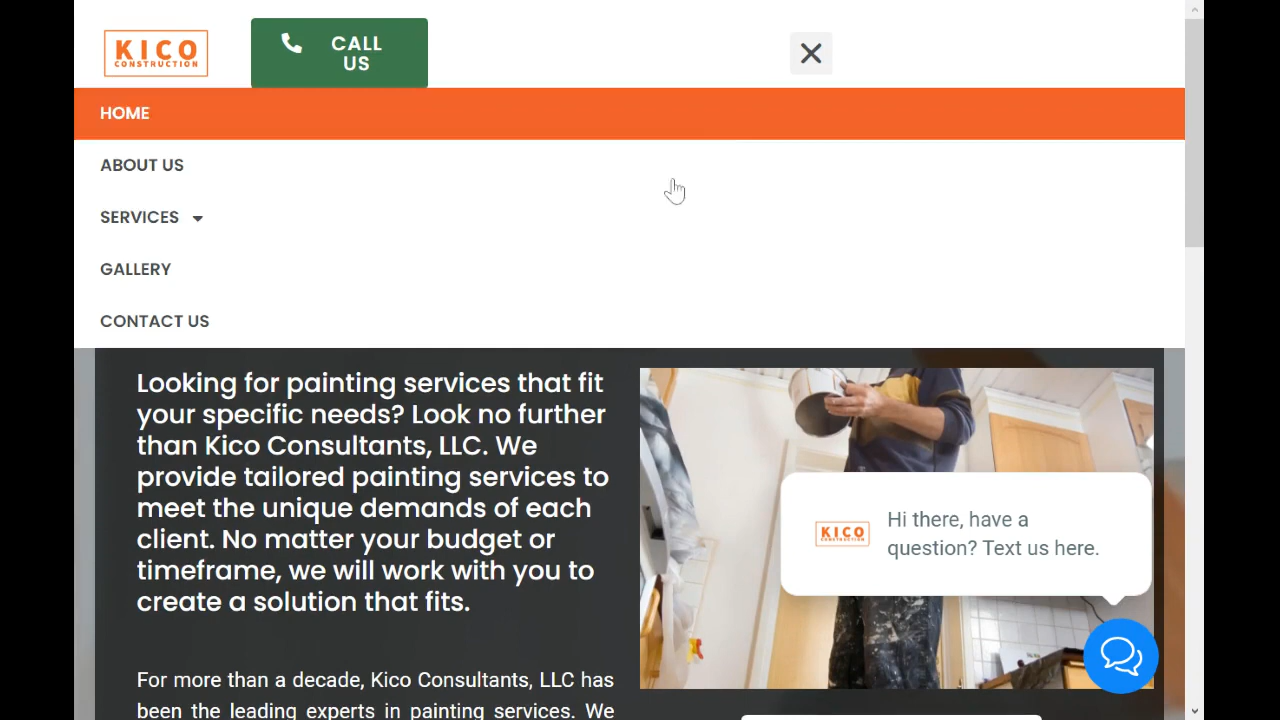 KICO
CONSTRUCTION
CALL
US
HOME
ABOUT US
SERVICES
GALLERY
CONTACT US
Looking for painting services that fit
your specific needs? Look no further
than Kico Consultants, LLC. We
provide tailored painting services to
meet the unique demands of each
client. No matter your budget or
timeframe, we will work with you to
create a solution that fits.
For more than a decade, Kico Consultants, LLC has
been the leading experts in painting services. We
KICO
CONSTRUCTION
Hi there, have a
question? Text us here.